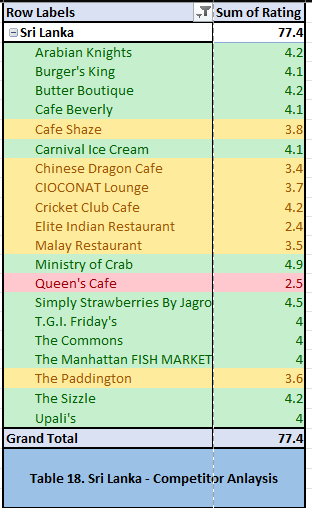 Row Labels Sum of Rating
Sri Lanka 77.4
Arabian Knights 4.2
Burger's King 4.1
Butter Boutique 4.2
Cafe Beverly 4.1
Cafe Shaze 3.8
Carnival Ice Cream 4.1
Chinese Dragon Cafe 3.4
CIOCONAT Lounge 3.7
Cricket Club Cafe 4.2
Elite Indian Restaurant 2.4
Malay Restaurant 3.5
Ministry of Crab 4.9
Queen's Cafe 2.5
Simply Strawberries By Jagro 4.5
T.G.I. Friday's 4
The Commons 4
The Manhattan FISH MARKET 4
The Paddington 3.6
The Sizzle 4.2
Upali's 4
Grand Total 77.4
Table 18. Sri Lanka - Competitor Anlaysis